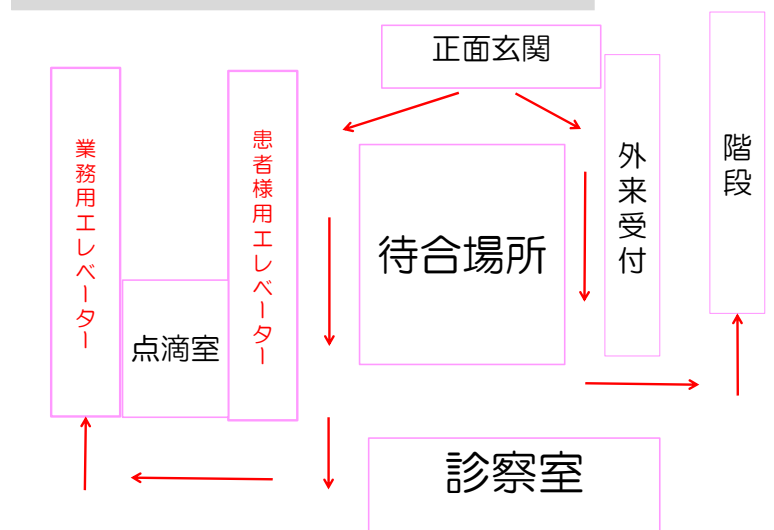 正面玄関
業務用エレベーター
患者様用エレベーター
外来受付
階段
待合場所
点滴室
診察室